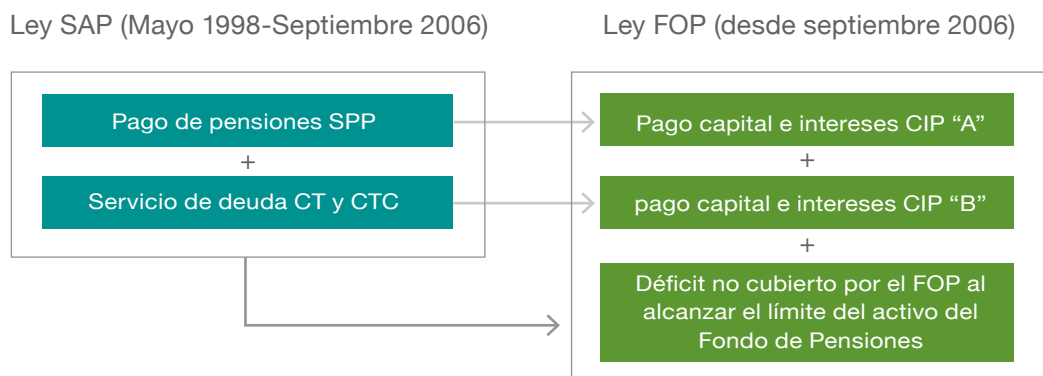 Ley SAP (Mayo 1998-Septiembre 2006)
Pago de pensiones SPP
+
Servicio de deuda CT y CTC
Ley FOP (desde septiembre 2006)
Pago capital e intereses CIP “A”
+
pago capital e intereses CIP “B”
+
Déficit no cubierto por el FOP al
alcanzar el límite del activo del
Fondo de Pensiones